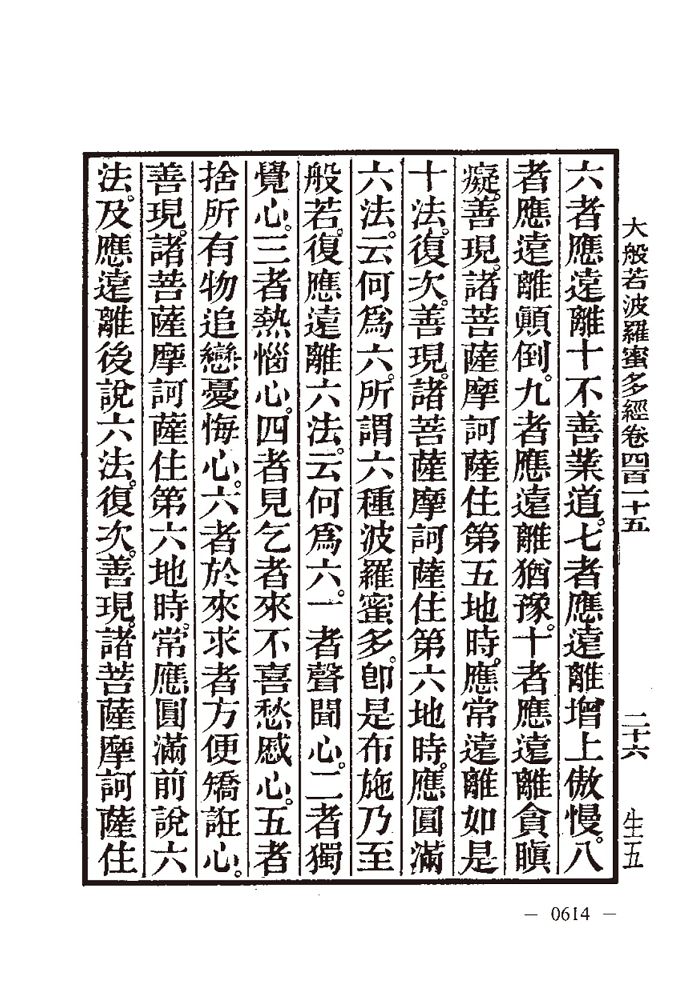 大般若波羅蜜多經卷四百一十五　二十六　生五
六者應遠離十不善業道。七者應遠離增上傲慢。八
者應遠離顛倒。九者應遠離猶豫。十者應遠離貪瞋
癡。善現。諸菩薩摩訶薩住第五地時。應常遠離如是
十法。復次。善現。諸菩薩摩訶薩住第六地時。應圓滿
六法。云何爲六。所謂六種波羅蜜多。卽是布施乃至
般若。復應遠離六法。云何爲六。一者聲聞心。二者獨
覺心。三者熱惱心。四者見乞者來不喜愁慼心。五者
捨所有物追戀憂悔心。六者於來求者方便矯誑心。
善現。諸菩薩摩訶薩住第六地時。常應圓滿前說六
法。及應遠離後說六法。復次。善現。諸菩薩摩訶薩住
— 0614 —